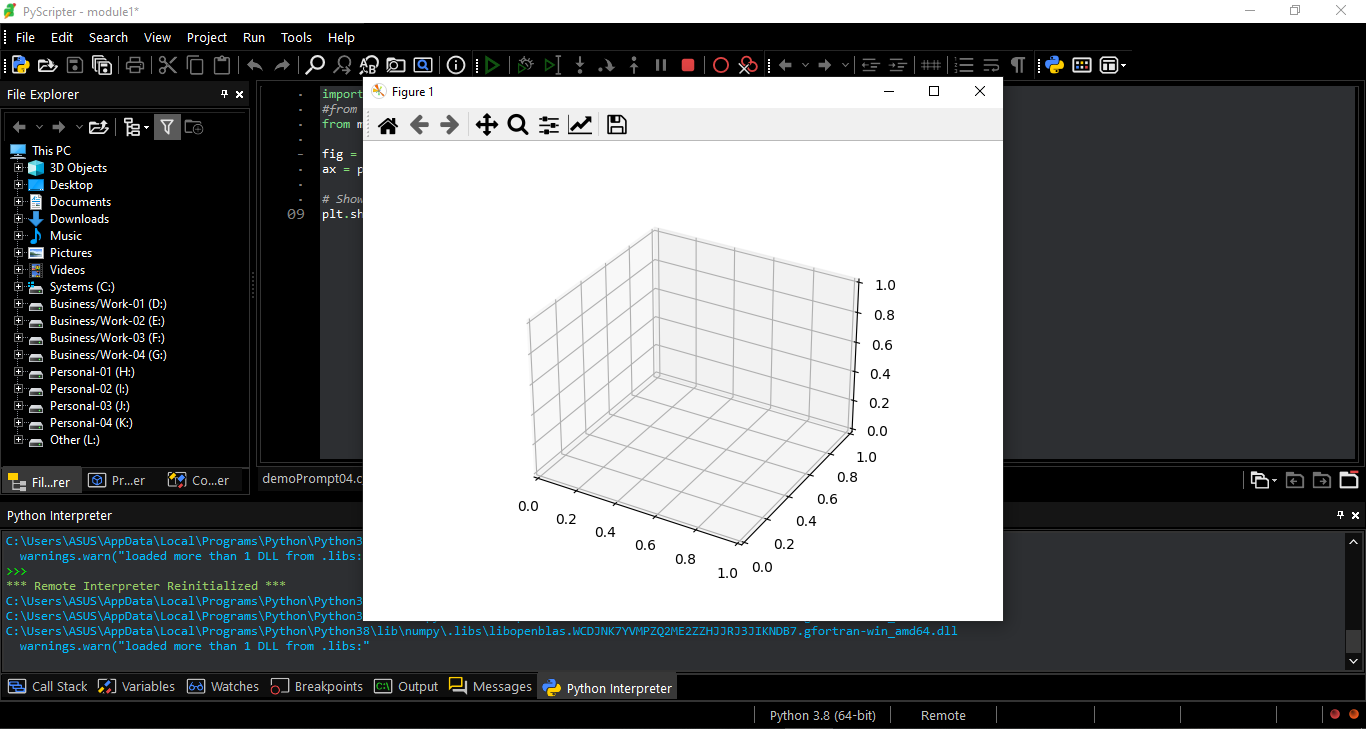 PyScripter - module1*
File Edit Search View Project Run Tools Help
File Explorer
This PC
3D Objects
Desktop
Documents
Downloads
Music
Pictures
Videos
Systems (C:)
Business/Work-01 (D:)
Business/Work-02 (E:)
Business/Work-03 (F:)
Business/Work-04 (G:)
Personal-01 (H:)
Personal-02 (I:)
Personal-03 (J:)
Personal-04 (K:)
Other (L:)
Fil...rer Pr...er Co...er
import
#from
from m
fig =
ax = p
# Show
09 plt.sh
demoPrompt04.c
Figure 1
1.0
0.8
0.6
0.4
0.2
0.0
1.0
0.8
0.6
0.4
0.2
0.0
0.0
0.2
0.4
0.6
0.8
1.0
Python Interpreter
C:\Users\ASUS\AppData\Local\Programs\Python\Python3
warnings.warn("loaded more than 1 DLL from .libs:
>>>
*** Remote Interpreter Reinitialized ***
C:\Users\ASUS\AppData\Local\Programs\Python\Python3
C:\Users\ASUS\AppData\Local\Programs\Python\Python3
C:\Users\ASUS\AppData\Local\Programs\Python\Python38\lib\numpy\.libs\libopenblas.WCDJNK7YVMPZQ2ME2ZZHJJRJ3JIKNDB7.gfortran-win_amd64.dll
warnings.warn("loaded more than 1 DLL from .libs:"
Call Stack Variables Watches Breakpoints Output Messages Python Interpreter
Python 3.8 (64-bit) Remote